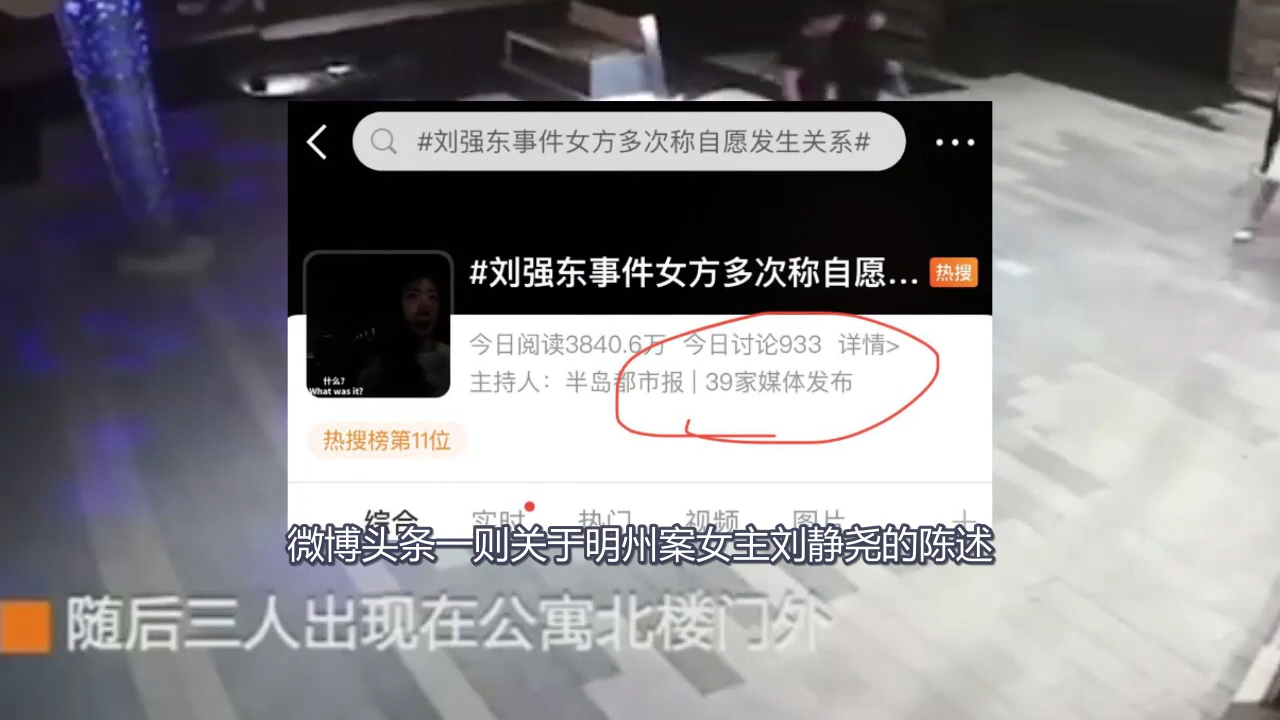 #刘强东事件女方多次称自愿发生关系#
#刘强东事件女方多次称自愿... 热搜
今日阅读3840.6万 今日讨论933 详情>
主持人：半岛都市报 | 39家媒体发布
什么?
What was it?
热搜榜第11位
综合 实时 热门 视频 图片 +
微博头条一则关于明州案女主刘静尧的陈述
随后三人出现在公寓北楼门外